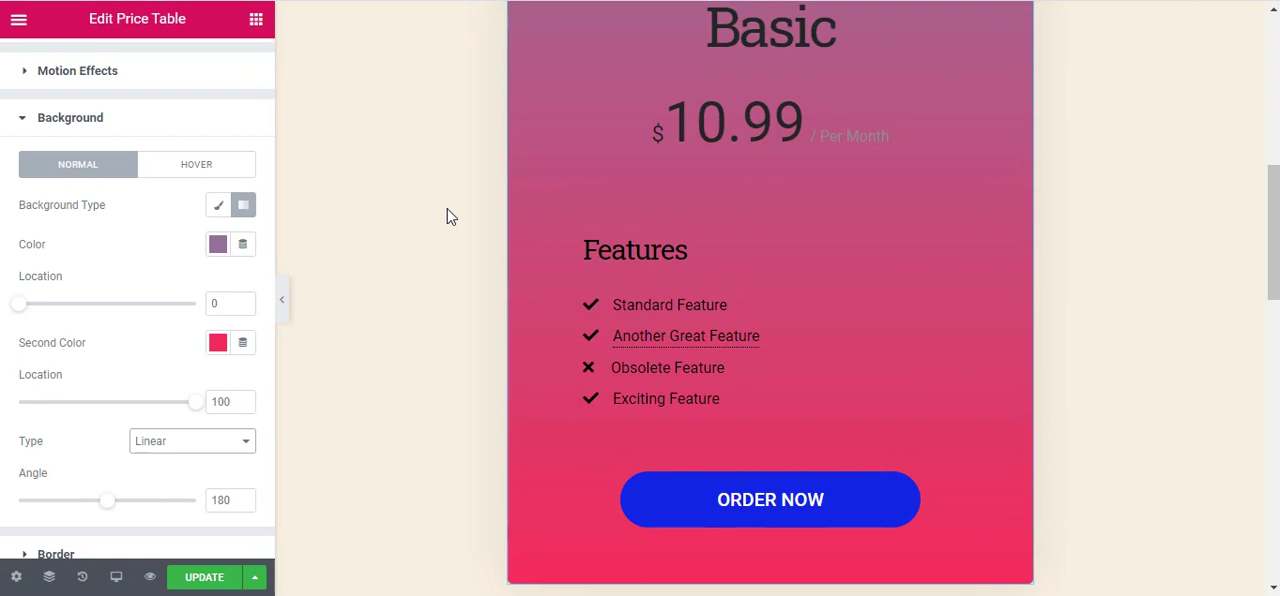 Edit Price Table
Motion Effects
Background
NORMAL HOVER
Background Type
Color
Location
0
Second Color
Location
100
Type Linear
Angle
180
Border
UPDATE
Basic
$10.99 / Per Month
Features
Standard Feature
Another Great Feature
Obsolete Feature
Exciting Feature
ORDER NOW